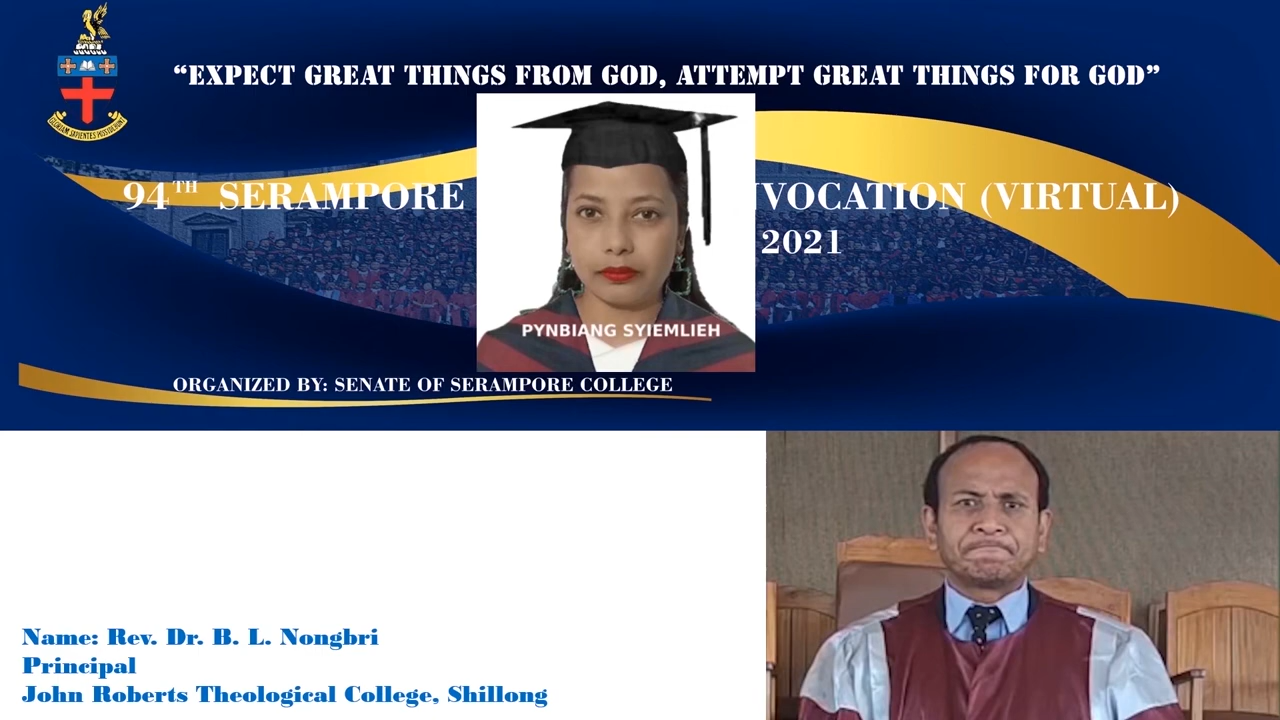 “EXPECT GREAT THINGS FROM GOD, ATTEMPT GREAT THINGS FOR GOD”
94TH SERAMPORE NVOCATION (VIRTUAL)
2021
PYNBIANG SYIEMLIEH
ORGANIZED BY: SENATE OF SERAMPORE COLLEGE
Name: Rev. Dr. B. L. Nongbri
Principal
John Roberts Theological College, Shillong